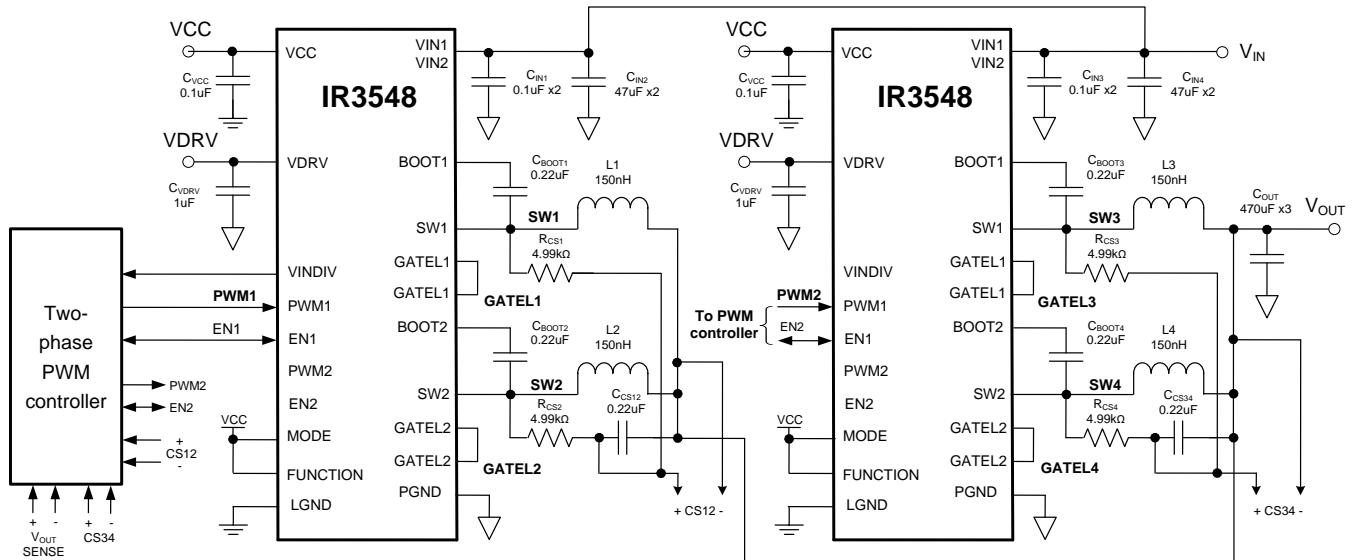 VCC
VCC
CVCC
0.1uF
VDRV
VDRV
CVDRV
1uF
IR3548
VIN1
VIN2
CIN1
0.1uF x2
CIN2
47uF x2
BOOT1
CBOOT1
0.22uF
L1
150nH
SW1
SW1
RCS1
4.99kΩ
GATEL1
GATEL1
GATEL1
VINDIV
PWM1
PWM1
EN1
EN1
PWM2
EN2
VCC
MODE
FUNCTION
LGND
BOOT2
CBOOT2
0.22uF
L2
150nH
SW2
SW2
RCS2
4.99kΩ
CCS12
0.22uF
GATEL2
GATEL2
GATEL2
PGND
+ CS12 -
Two-
phase
PWM
controller
PWM2
EN2
+
CS12
-
+ -
VOUT
SENSE
+ -
CS34
VCC
VCC
CVCC
0.1uF
VDRV
VDRV
CVDRV
1uF
IR3548
VIN1
VIN2
VIN
CIN3
0.1uF x2
CIN4
47uF x2
BOOT1
CBOOT3
0.22uF
L3
150nH
SW1
SW3
RCS3
4.99kΩ
COUT
470uF x3
VOUT
GATEL1
GATEL1
GATEL3
VINDIV
To PWM
controller
PWM2
PWM1
EN2
EN1
PWM2
EN2
VCC
MODE
FUNCTION
LGND
BOOT2
CBOOT4
0.22uF
L4
150nH
SW2
SW4
RCS4
4.99kΩ
CCS34
0.22uF
GATEL2
GATEL2
GATEL4
PGND
+ CS34 -